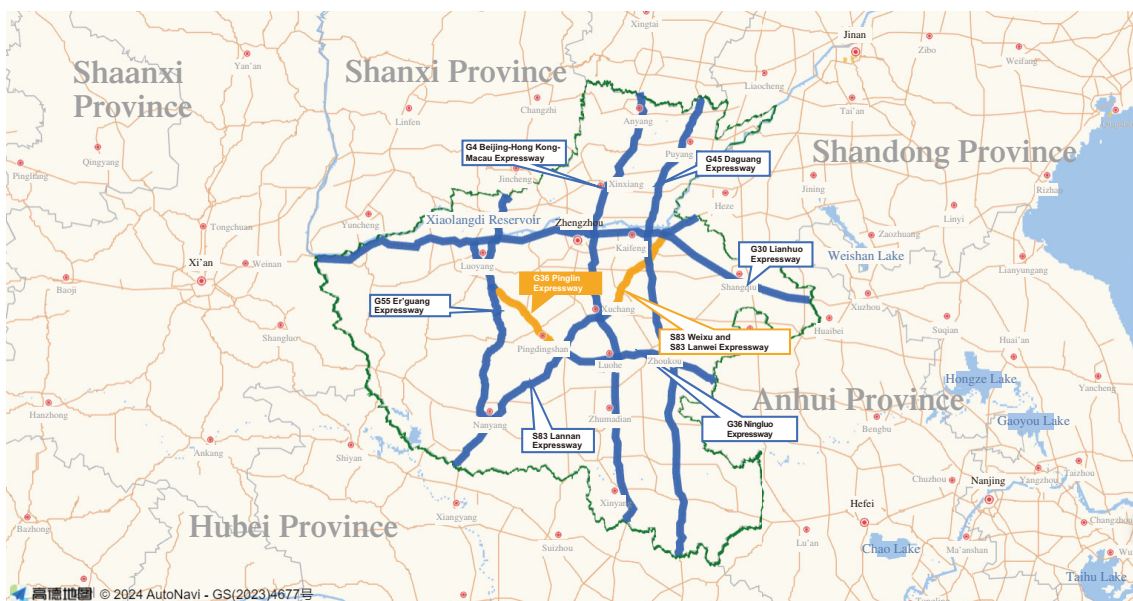 Xingtai
Jinan
Zibo
Weifang
Shaanxi
Province
Yan'an
Shanxi Province
Liaocheng
Changzhi
Linfen
Anyang
Tai'an
Qingyang
Pingliang
G4 Beijing-Hong Kong-
Macau Expressway
Puyang
G45 Daguang
Expressway
Shandong Province
Jincheng
Xinxiang
Jining
Rizhao
Heze
Linyi
Yuncheng
Xiaolangdi Reservoir
Zhengzhou
Tongchuan
Kaifeng
Zaozhuang
Weishan Lake
G30 Lianhuo
Expressway
Xi'an
Weinan
Luoyang
Lianyungang
Baoji
G36 Pinglin
Expressway
Shangqiu
Xuzhou
G55 Er'guang
Expressway
Xuchang
Huaibei
Suqian
Shangluo
S83 Weixu and
S83 Lanwei Expressway
Huai'an
Pingdingshan
Luohe
Zhoukou
Hongze Lake
Yancheng
Hanzhong
Anhui Province
Nanyang
Zhumadian
G36 Ningluo
Expressway
Gaoyou Lake
Bengbu
S83 Lannan
Expressway
Ankang
Shiyan
Taizhou
Yangzhou
Chuzhou
Nanjing
Xinyang
Hefei
Bazhong
Hubei Province
Xiangyang
Changzhou
Suizhou
Lu'an
Chao Lake
Ma'anshan
Wu
Taihu Lake
高德地图 © 2024 AutoNavi - GS(2023)4677号